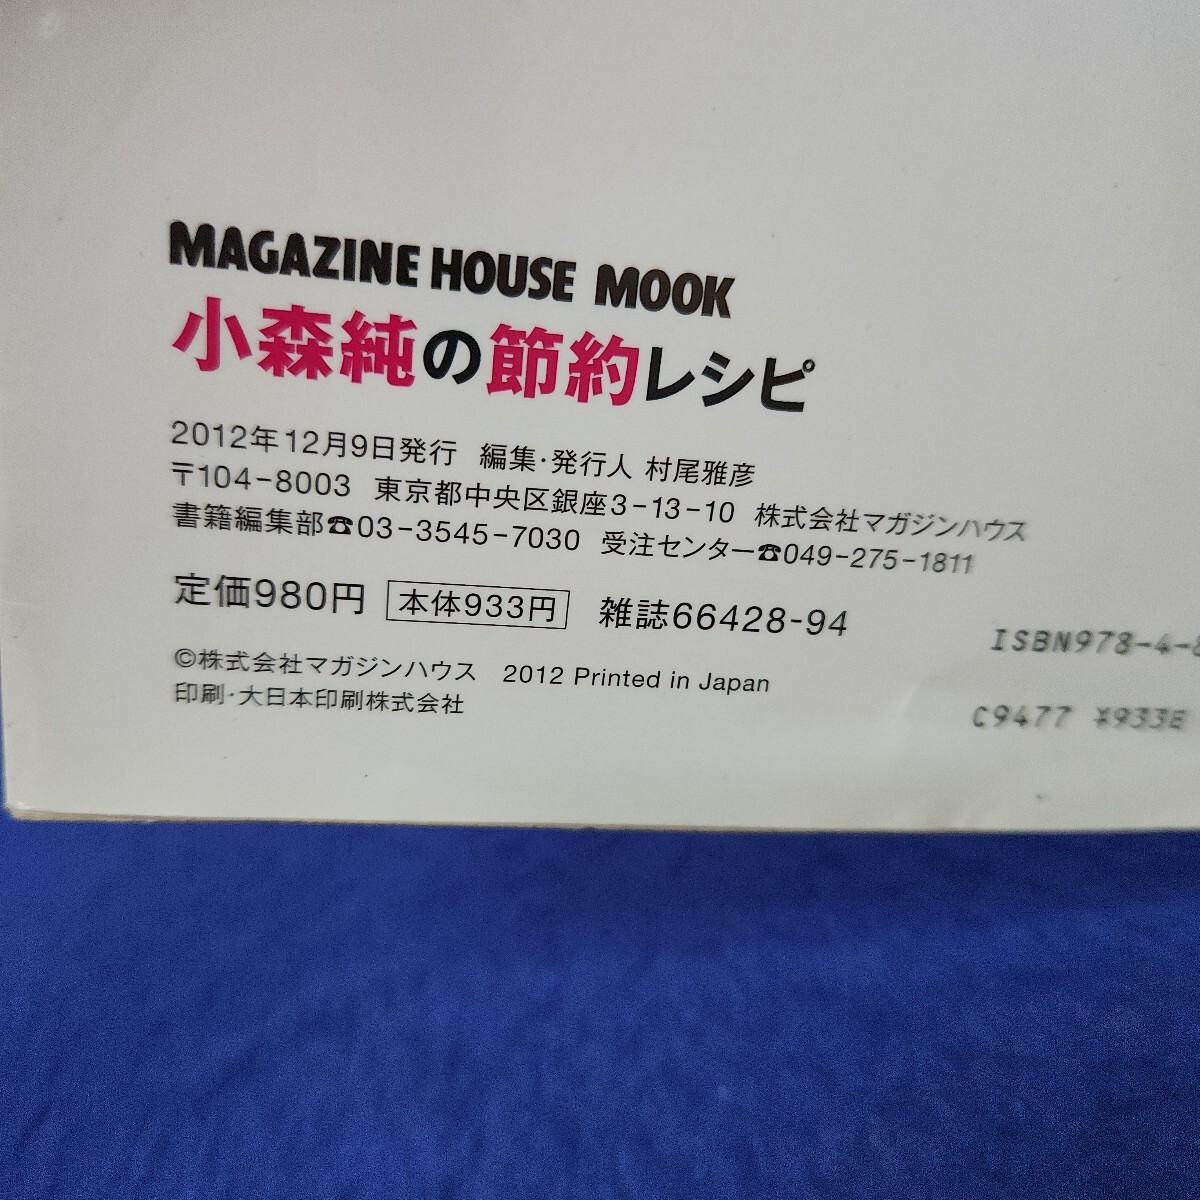 MAGAZINE HOUSE MOOK
小森純の節約レシピ
2012年12月9日発行 編集・発行人 村尾雅彦
〒104-8003 東京都中央区銀座3-13-10 株式会社マガジンハウス
書籍編集部☎03-3545-7030 受注センター☎049-275-1811
定価980円 本体933円 雑誌66428-94
ISBN978-4-8
©株式会社マガジンハウス 2012 Printed in Japan
C9477 ¥933E
印刷・大日本印刷株式会社